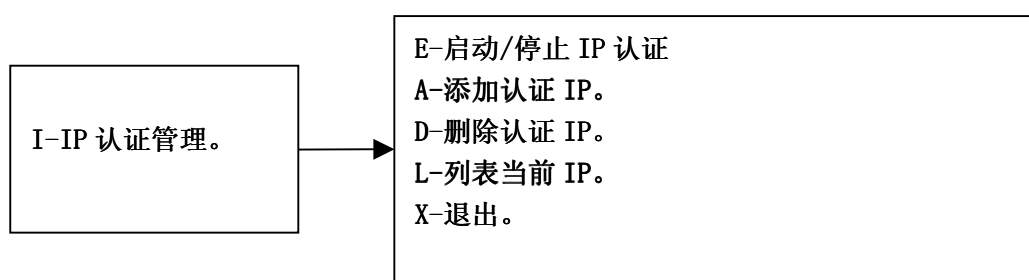 I-IP 认证管理。
E-启动/停止 IP 认证
A-添加认证 IP。
D-删除认证 IP。
L-列表当前 IP。
X-退出。